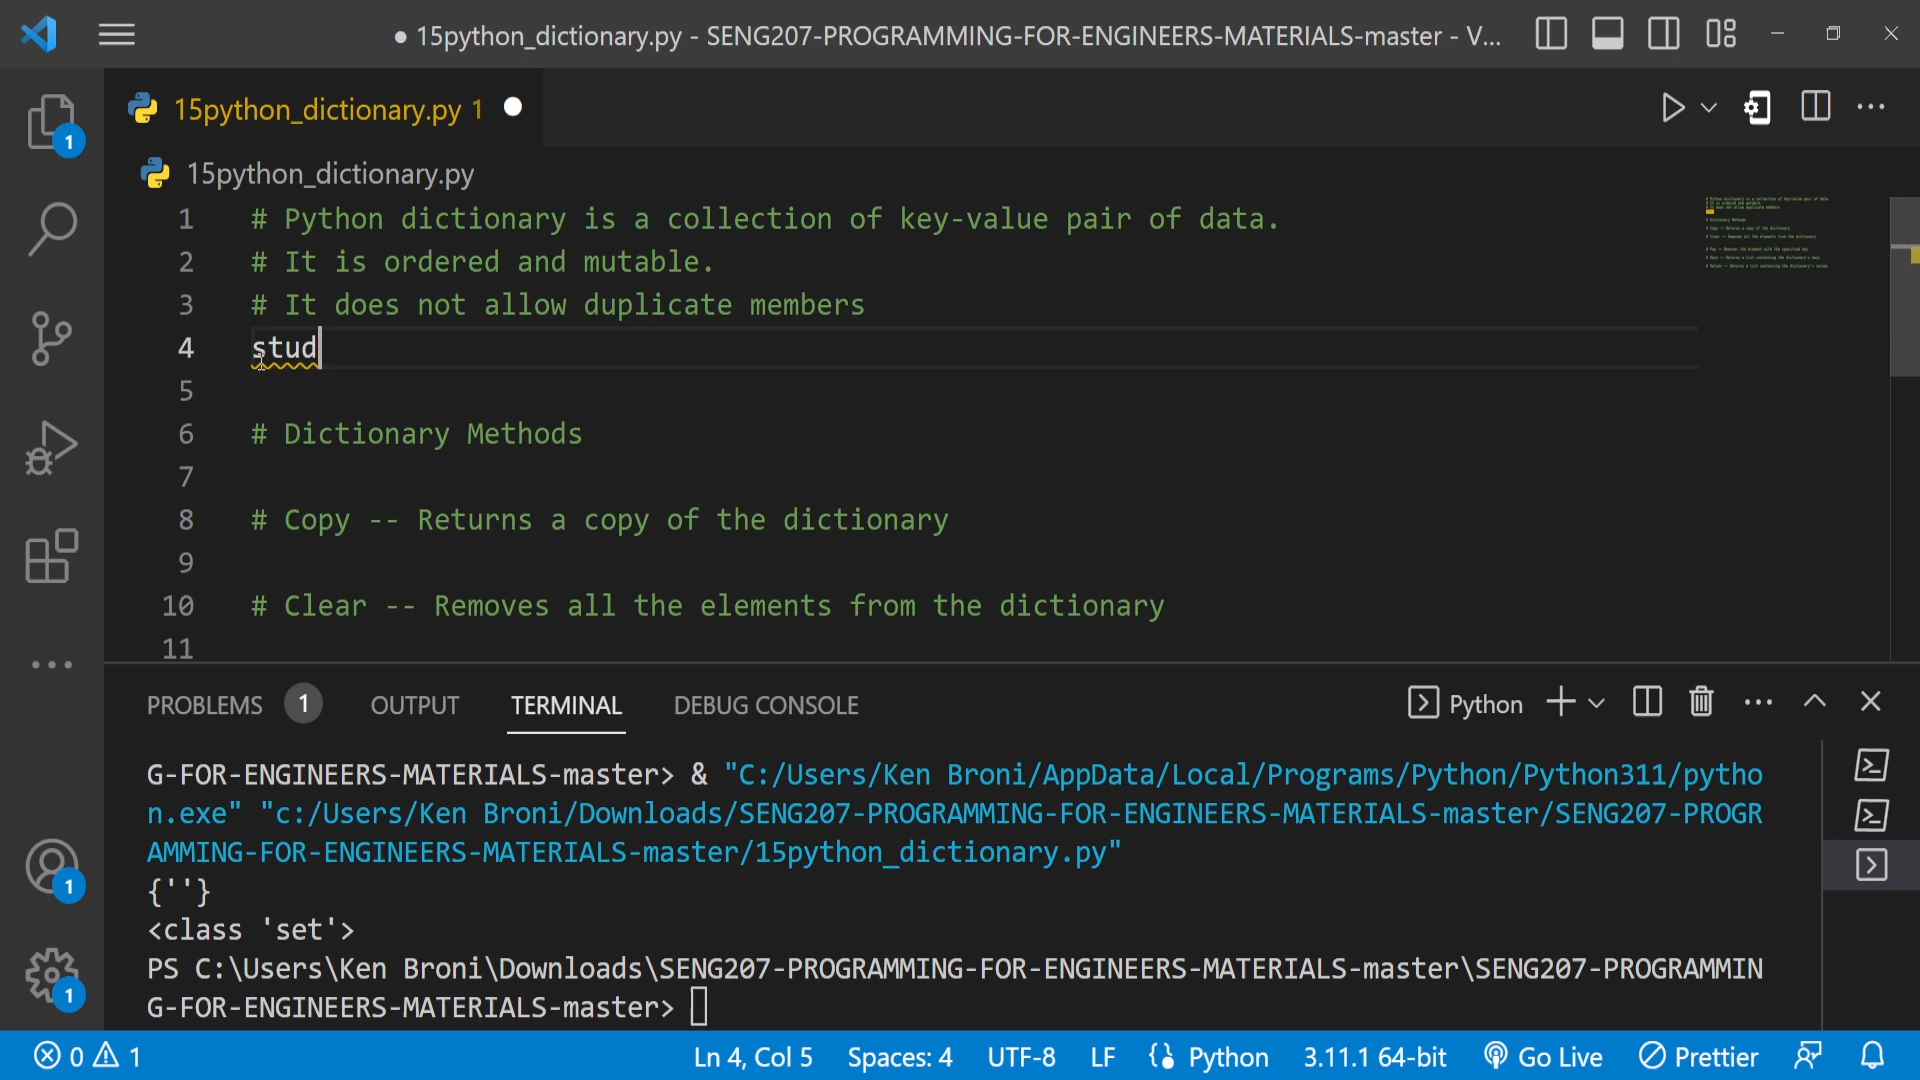 ● 15python_dictionary.py - SENG207-PROGRAMMING-FOR-ENGINEERS-MATERIALS-master - V...
15python_dictionary.py 1
15python_dictionary.py
1 # Python dictionary is a collection of key-value pair of data.
2 # It is ordered and mutable.
3 # It does not allow duplicate members
4 stud
5
6 # Dictionary Methods
7
8 # Copy -- Returns a copy of the dictionary
9
10 # Clear -- Removes all the elements from the dictionary
11
1
PROBLEMS 1 OUTPUT TERMINAL DEBUG CONSOLE Python
G-FOR-ENGINEERS-MATERIALS-master> & "C:/Users/Ken Broni/AppData/Local/Programs/Python/Python311/pytho
n.exe" "c:/Users/Ken Broni/Downloads/SENG207-PROGRAMMING-FOR-ENGINEERS-MATERIALS-master/SENG207-PROGR
AMMING-FOR-ENGINEERS-MATERIALS-master/15python_dictionary.py"
{''}
<class 'set'>
PS C:\Users\Ken Broni\Downloads\SENG207-PROGRAMMING-FOR-ENGINEERS-MATERIALS-master\SENG207-PROGRAMMIN
G-FOR-ENGINEERS-MATERIALS-master>
1
1
0 1 Ln 4, Col 5 Spaces: 4 UTF-8 LF Python 3.11.1 64-bit Go Live Prettier